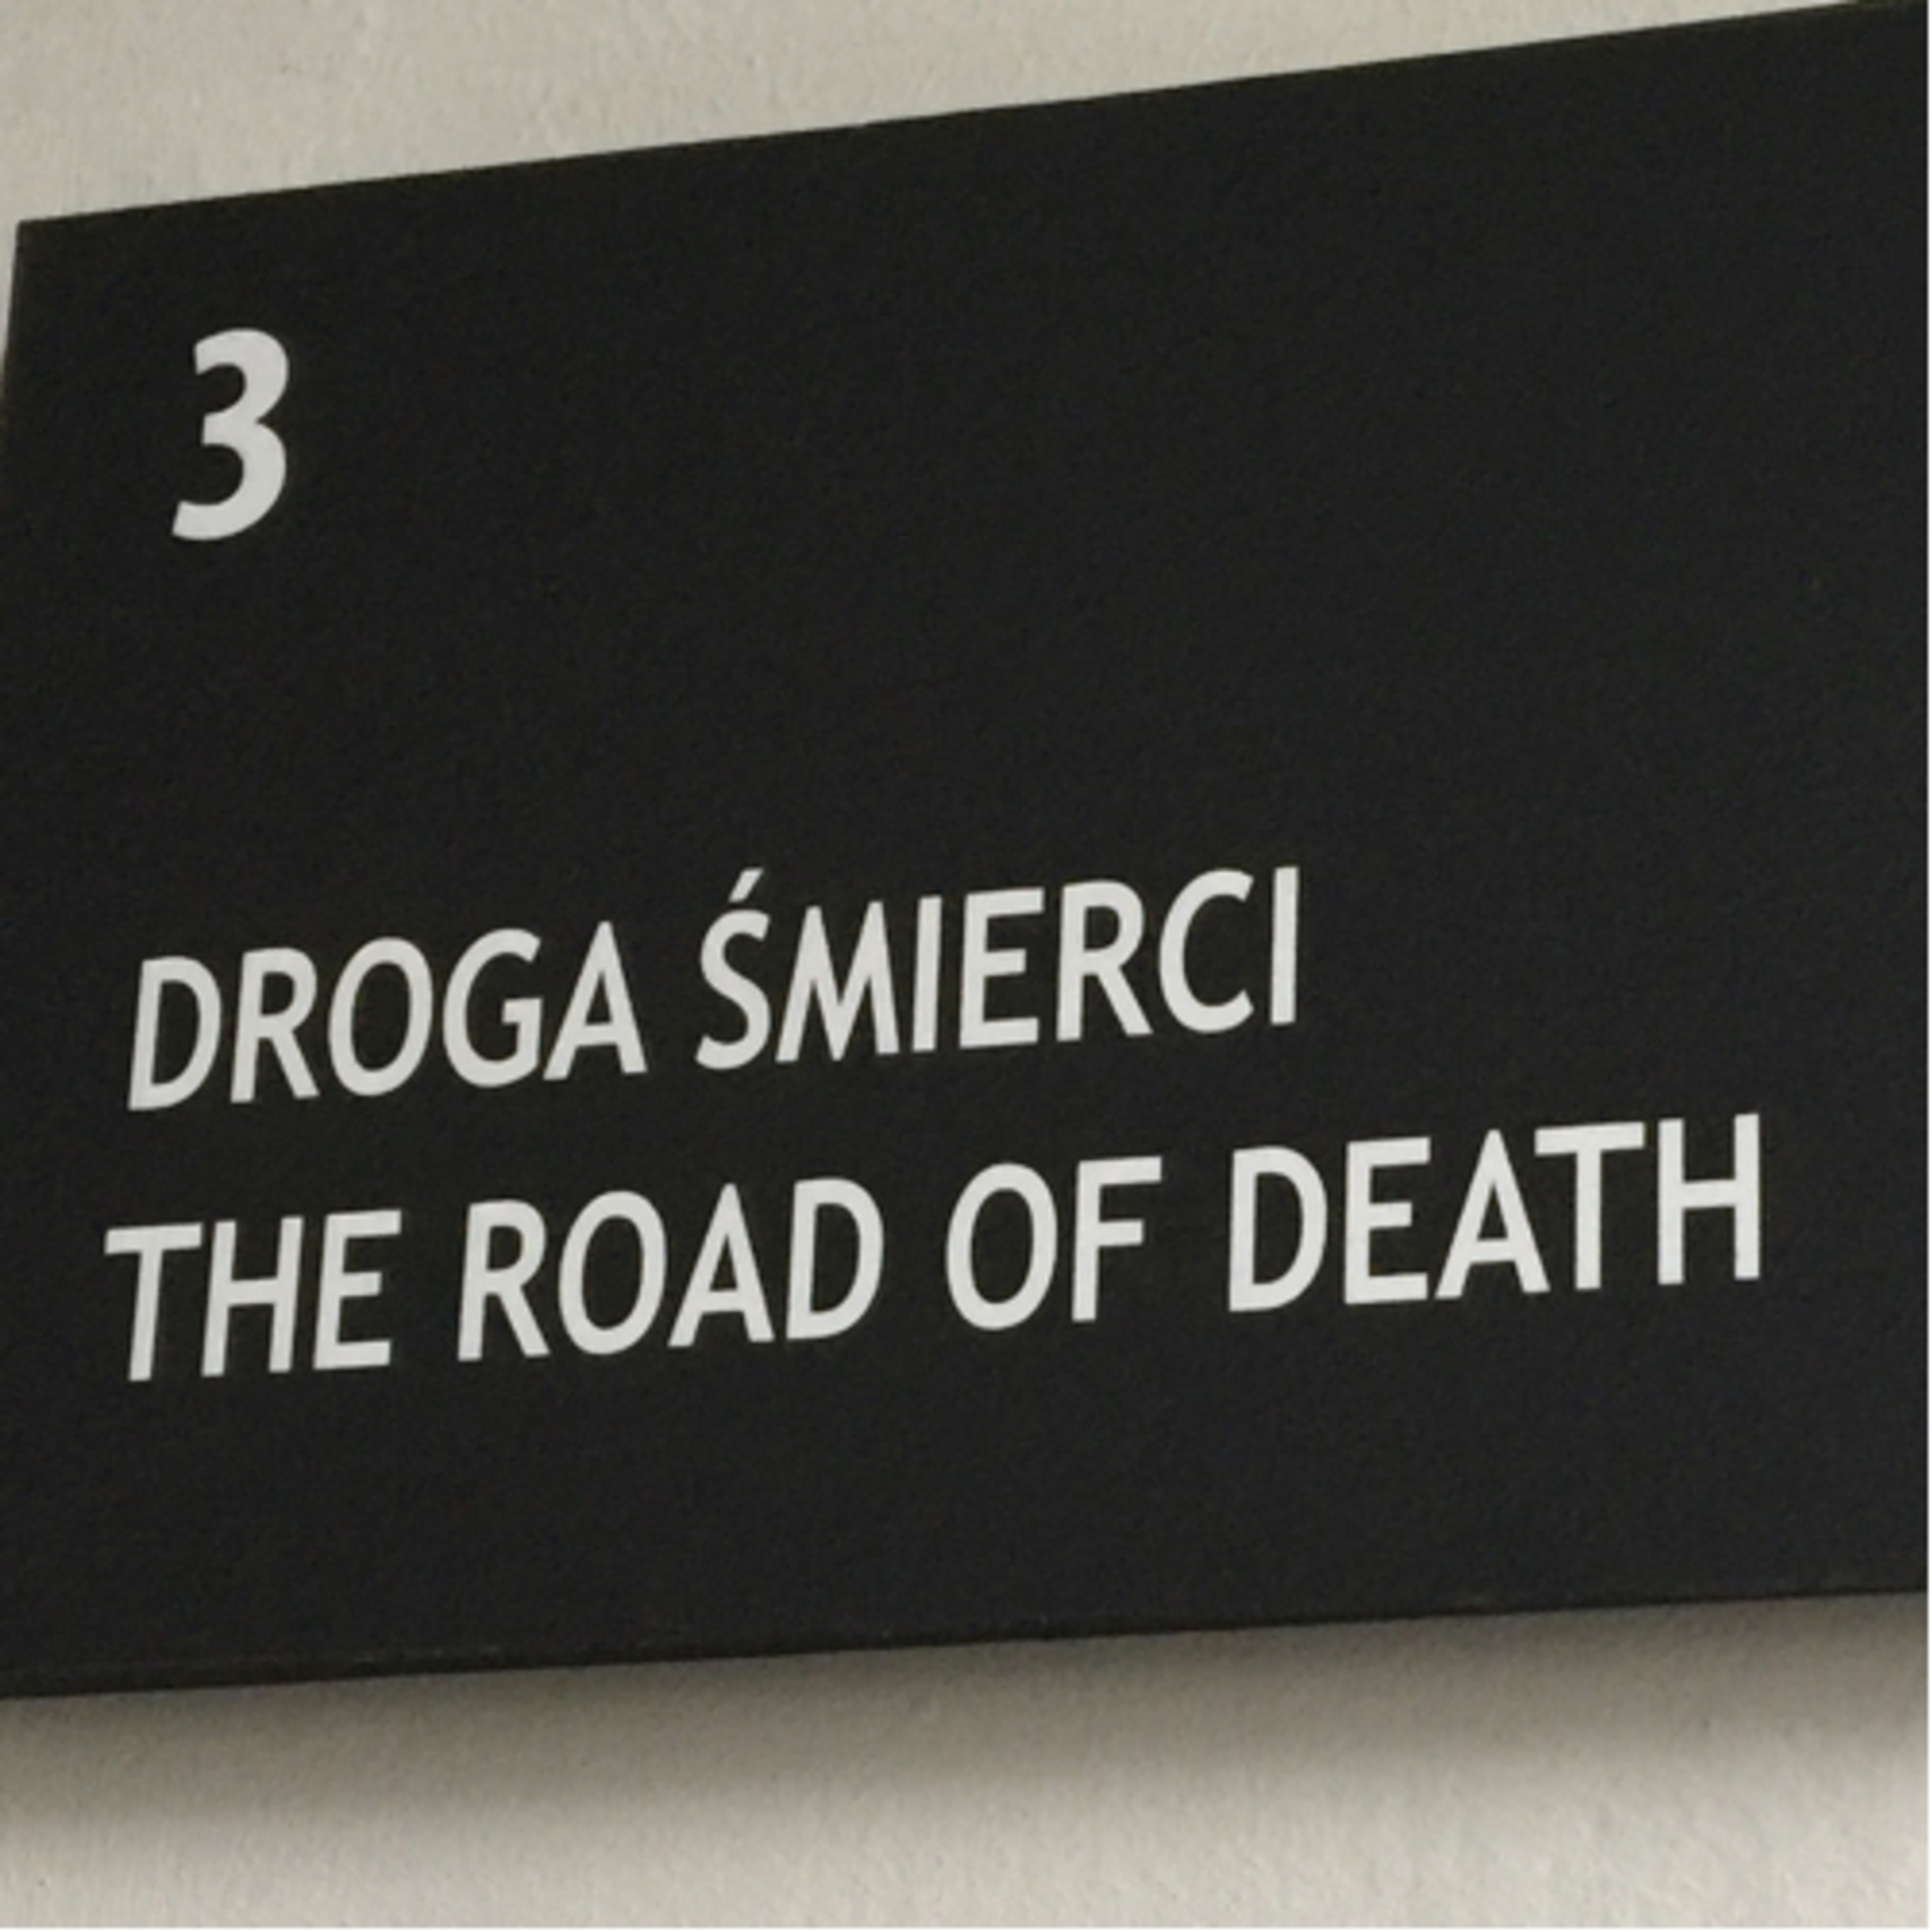 3
DROGA ŚMIERCI
THE ROAD OF DEATH